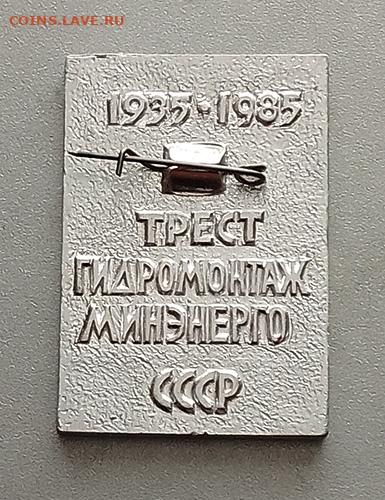 COINS.LAVE.RU
1935·1985
ТРЕСТ
ГИДРОМОНТАЖ
МИНЭНЕРГО
СССР